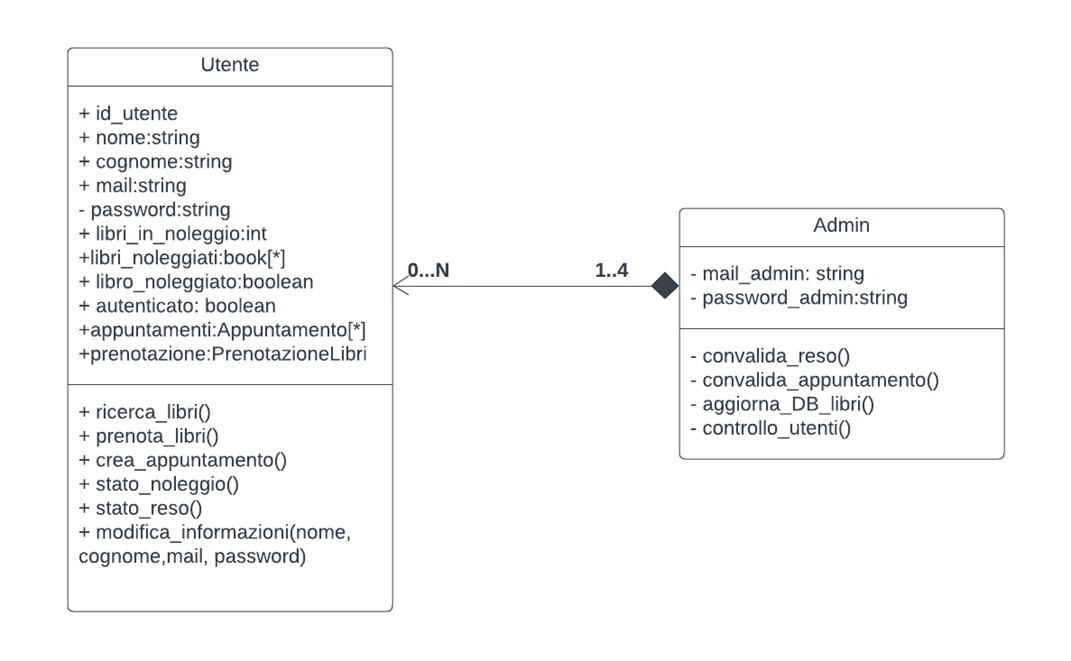 Utente
+ id_utente
+ nome:string
+ cognome:string
+ mail:string
- password:string
+ libri_in_noleggio:int
+libri_noleggiati:book[*]
+ libro_noleggiato:boolean
+ autenticato: boolean
+appuntamenti:Appuntamento[*]
+prenotazione:PrenotazioneLibri
+ ricerca_libri()
+ prenota_libri()
+ crea_appuntamento()
+ stato_noleggio()
+ stato_reso()
+ modifica_informazioni(nome,
cognome,mail, password)
0...N
1..4
Admin
- mail_admin: string
- password_admin:string
- convalida_reso()
- convalida_appuntamento()
- aggiorna_DB_libri()
- controllo_utenti()